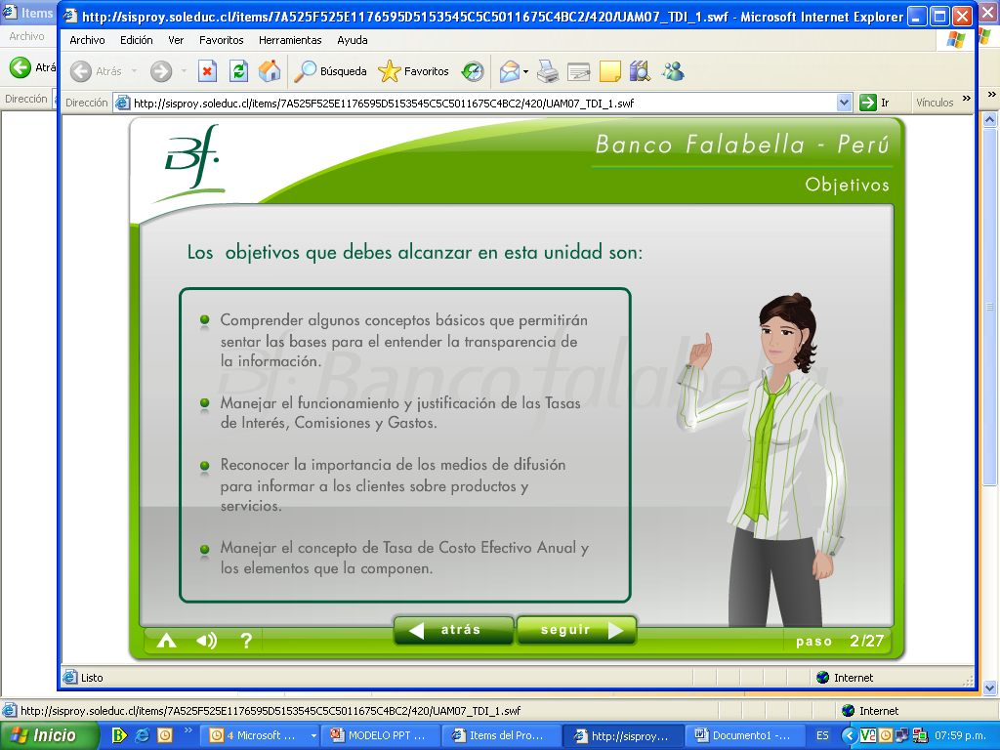 Items
http://sisproy.soleduc.cl/items/7A525F525E1176595D5153545C5C5011675C4BC2/420/UAM07_TDI_1.swf - Microsoft Internet Explorer
Archivo
Archivo Edición Ver Favoritos Herramientas Ayuda
Atrás Búsqueda Favoritos
Dirección
Dirección http://sisproy.soleduc.cl/items/7A525F525E1176595D5153545C5C5011675C4BC2/420/UAM07_TDI_1.swf Ir Vínculos »
Bf.
Banco Falabella - Perú
Objetivos
Los objetivos que debes alcanzar en esta unidad son:
Comprender algunos conceptos básicos que permitirán
sentar las bases para el entender la transparencia de
la información.
Manejar el funcionamiento y justificación de las Tasas
de Interés, Comisiones y Gastos.
Reconocer la importancia de los medios de difusión
para informar a los clientes sobre productos y
servicios.
Manejar el concepto de Tasa de Costo Efectivo Anual y
los elementos que la componen.
Bf. Banco falabella.
atrás seguir
? paso 2/27
Listo Internet
http://sisproy.soleduc.cl/items/7A525F525E1176595D5153545C5C5011675C4BC2/420/UAM07_TDI_1.swf Internet
Inicio » 4 Microsoft ... MODELO PPT ... Items del Pro... http://sisproy... Documento1 -... ES 07:59 p.m.